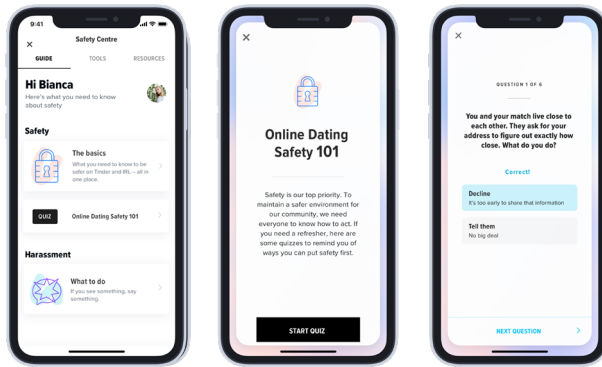 9:41
Safety Centre
GUIDE TOOLS RESOURCES
Hi Bianca
Here's what you need to know
about safety
Safety
The basics
What you need to know to be
safer on Tinder and IRL – all in
one place.
QUIZ Online Dating Safety 101
Harassment
What to do
If you see something, say
something.
Online Dating
Safety 101
Safety is our top priority. To
maintain a safer environment for
our community, we need
everyone to know how to act. If
you need a refresher, here are
some quizzes to remind you of
ways you can put safety first.
START QUIZ
QUESTION 1 OF 6
You and your match live close to
each other. They ask for your
address to figure out exactly how
close. What do you do?
Correct!
Decline
It's too early to share that information
Tell them
No big deal
NEXT QUESTION